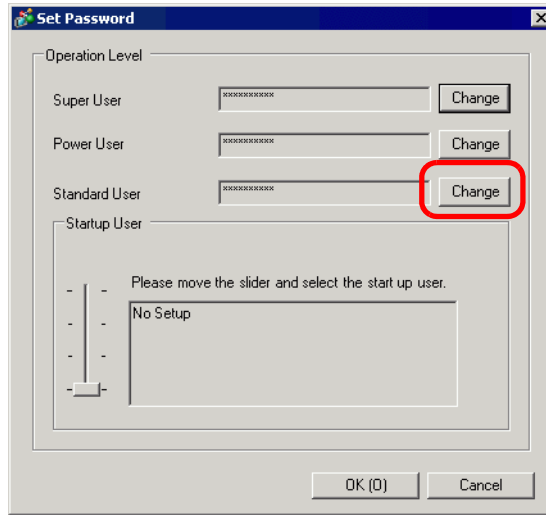 Set Password
Operation Level
Super User ********** Change
Power User ********** Change
Standard User ********** Change
Startup User
Please move the slider and select the start up user.
No Setup
OK (O) Cancel